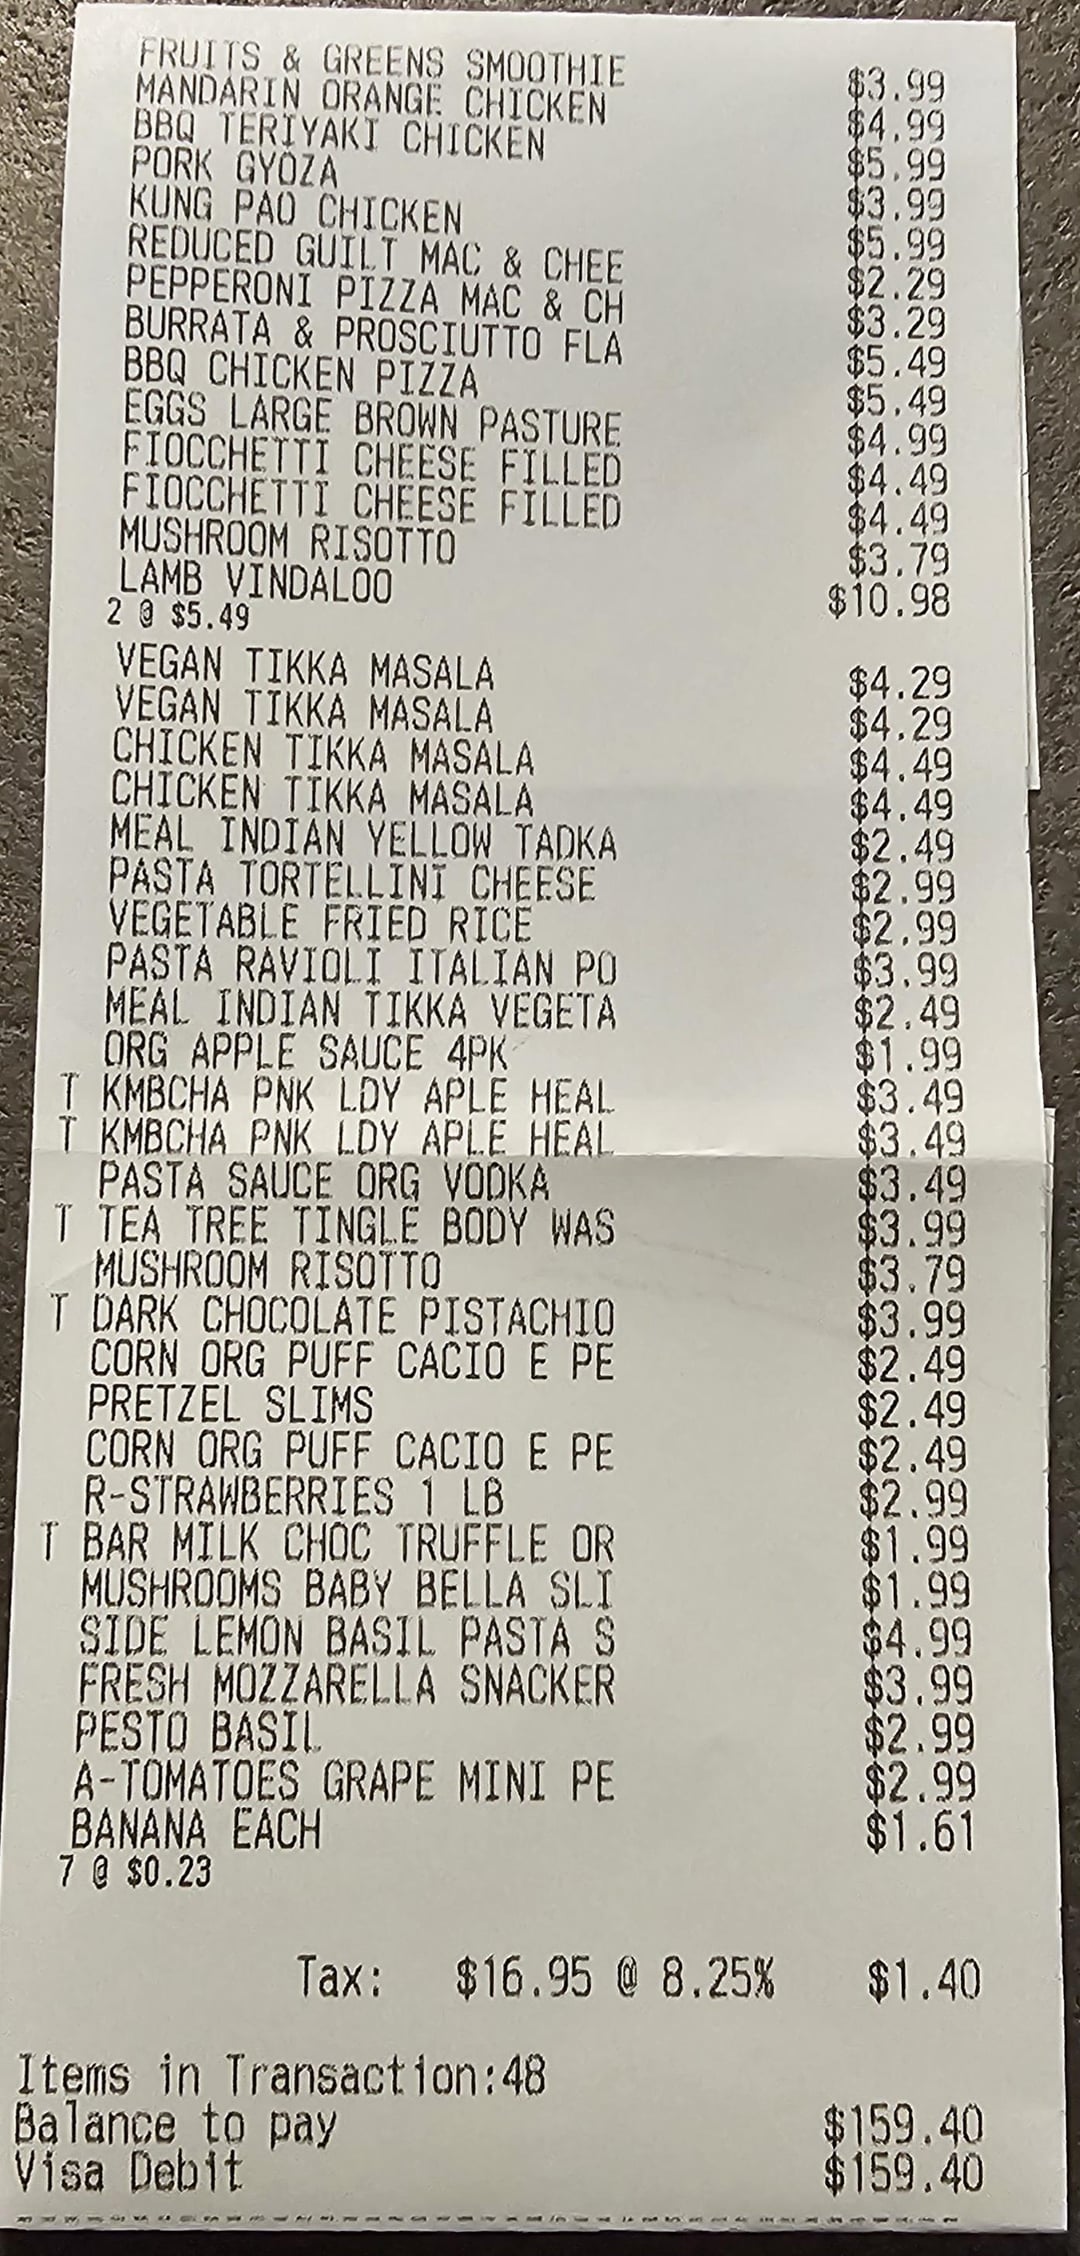 FRUITS & GREENS SMOOTHIE $3.99
MANDARIN ORANGE CHICKEN $4.99
BBQ TERIYAKI CHICKEN $5.99
PORK GYOZA $3.99
KUNG PAO CHICKEN $5.99
REDUCED GUILT MAC & CHEE $2.29
PEPPERONI PIZZA MAC & CH $3.29
BURRATA & PROSCIUTTO FLA $5.49
BBQ CHICKEN PIZZA $5.49
EGGS LARGE BROWN PASTURE $4.99
FIOCCHETTI CHEESE FILLED $4.49
FIOCCHETTI CHEESE FILLED $4.49
MUSHROOM RISOTTO $3.79
LAMB VINDALOO $10.98
2 @ $5.49
VEGAN TIKKA MASALA $4.29
VEGAN TIKKA MASALA $4.29
CHICKEN TIKKA MASALA $4.49
CHICKEN TIKKA MASALA $4.49
MEAL INDIAN YELLOW TADKA $2.49
PASTA TORTELLINI CHEESE $2.99
VEGETABLE FRIED RICE $2.99
PASTA RAVIOLI ITALIAN PO $3.99
MEAL INDIAN TIKKA VEGETA $2.49
ORG APPLE SAUCE 4PK $1.99
T KMBCHA PNK LDY APLE HEAL $3.49
T KMBCHA PNK LDY APLE HEAL $3.49
PASTA SAUCE ORG VODKA $3.49
T TEA TREE TINGLE BODY WAS $3.99
MUSHROOM RISOTTO $3.79
T DARK CHOCOLATE PISTACHIO $3.99
CORN ORG PUFF CACIO E PE $2.49
PRETZEL SLIMS $2.49
CORN ORG PUFF CACIO E PE $2.49
R-STRAWBERRIES 1 LB $2.99
T BAR MILK CHOC TRUFFLE OR $1.99
MUSHROOMS BABY BELLA SLI $1.99
SIDE LEMON BASIL PASTA S $4.99
FRESH MOZZARELLA SNACKER $3.99
PESTO BASIL $2.99
A-TOMATOES GRAPE MINI PE $2.99
BANANA EACH $1.61
7 @ $0.23
Tax: $16.95 @ 8.25% $1.40
Items in Transaction:48
Balance to pay $159.40
Visa Debit $159.40